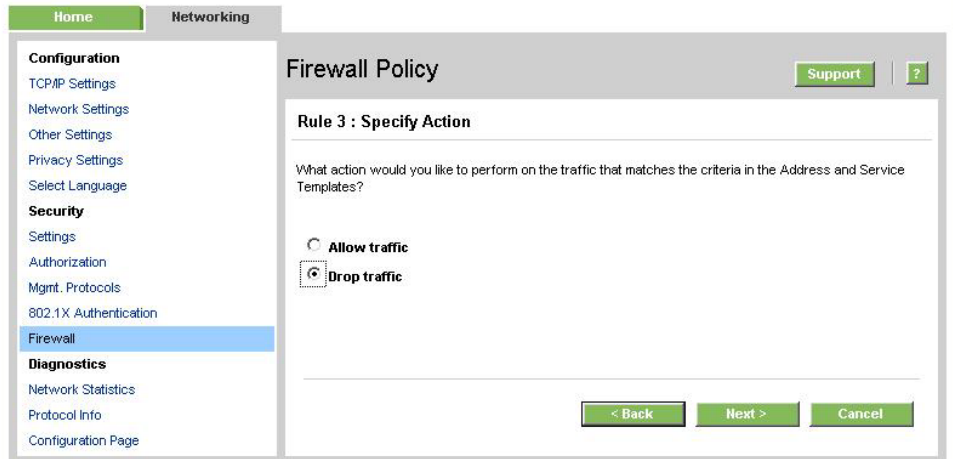 Home
Networking
Configuration
TCP/IP Settings
Network Settings
Other Settings
Privacy Settings
Select Language
Security
Settings
Authorization
Mgmt. Protocols
802.1X Authentication
Firewall
Diagnostics
Network Statistics
Protocol Info
Configuration Page
Firewall Policy
Support
?
Rule 3 : Specify Action
What action would you like to perform on the traffic that matches the criteria in the Address and Service
Templates?
Allow traffic
Drop traffic
< Back
Next >
Cancel